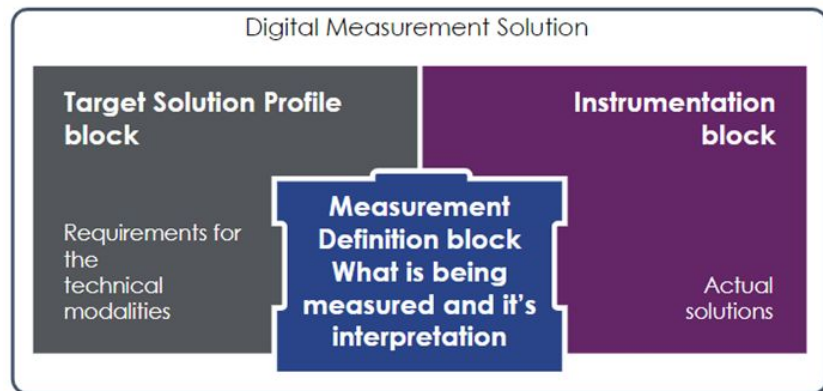 Digital Measurement Solution
Target Solution Profile
block
Requirements for
the
technical
modalities
Instrumentation
block
Actual
solutions
Measurement
Definition block
What is being
measured and it's
interpretation